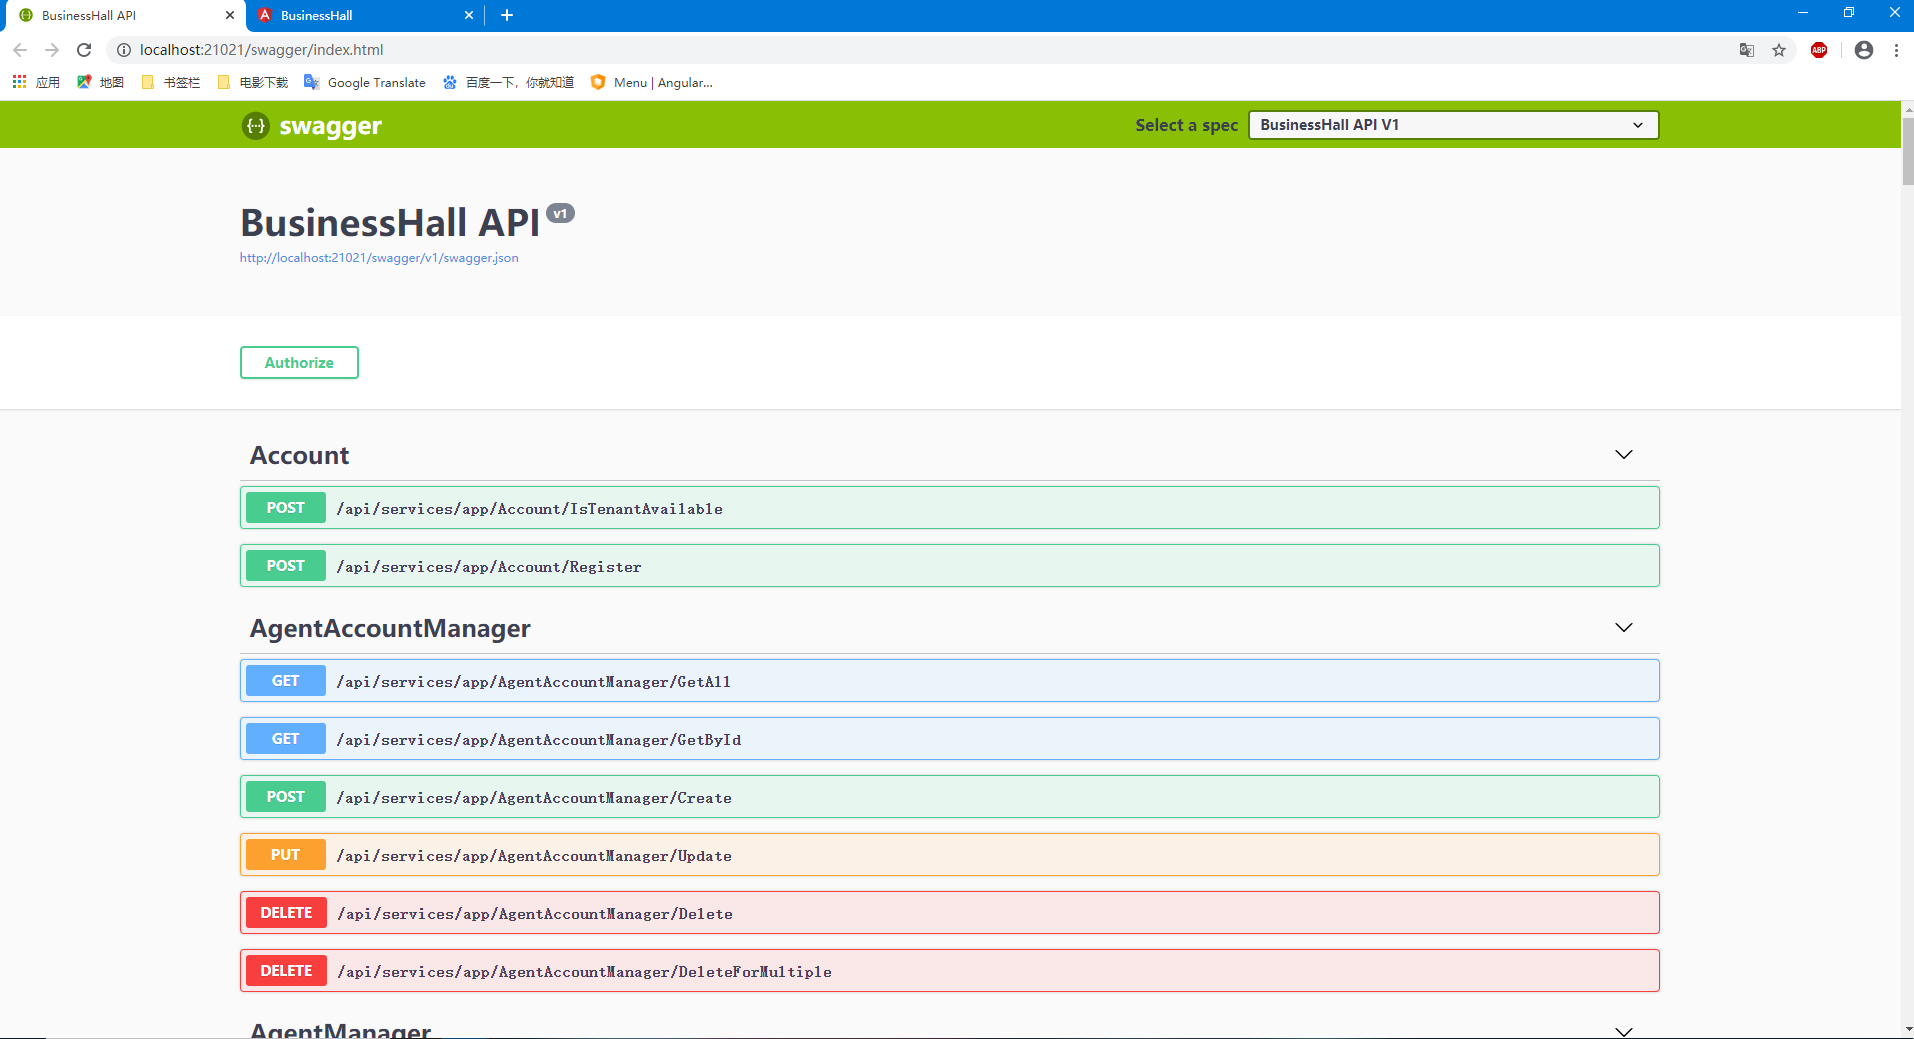 BusinessHall API
BusinessHall
localhost:21021/swagger/index.html
ABP
应用 地图 书签栏 电影下载 Google Translate 百度一下，你就知道 Menu | Angular...
swagger Select a spec BusinessHall API V1
BusinessHall API v1
http://localhost:21021/swagger/v1/swagger.json
Authorize
Account
POST /api/services/app/Account/IsTenantAvailable
POST /api/services/app/Account/Register
AgentAccountManager
GET /api/services/app/AgentAccountManager/GetAll
GET /api/services/app/AgentAccountManager/GetById
POST /api/services/app/AgentAccountManager/Create
PUT /api/services/app/AgentAccountManager/Update
DELETE /api/services/app/AgentAccountManager/Delete
DELETE /api/services/app/AgentAccountManager/DeleteForMultiple
AgentManager